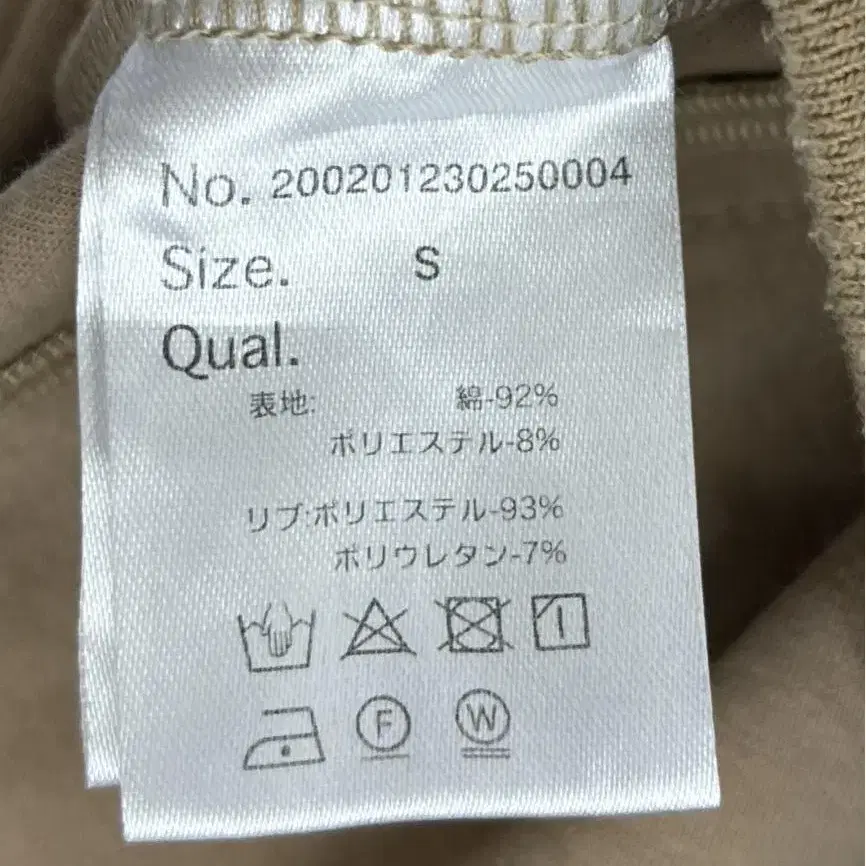 No. 200201230250004
Size. S
Qual.
表地: 綿-92%
ポリエステル-8%
リブ:ポリエステル-93%
ポリウレタン-7%
F W